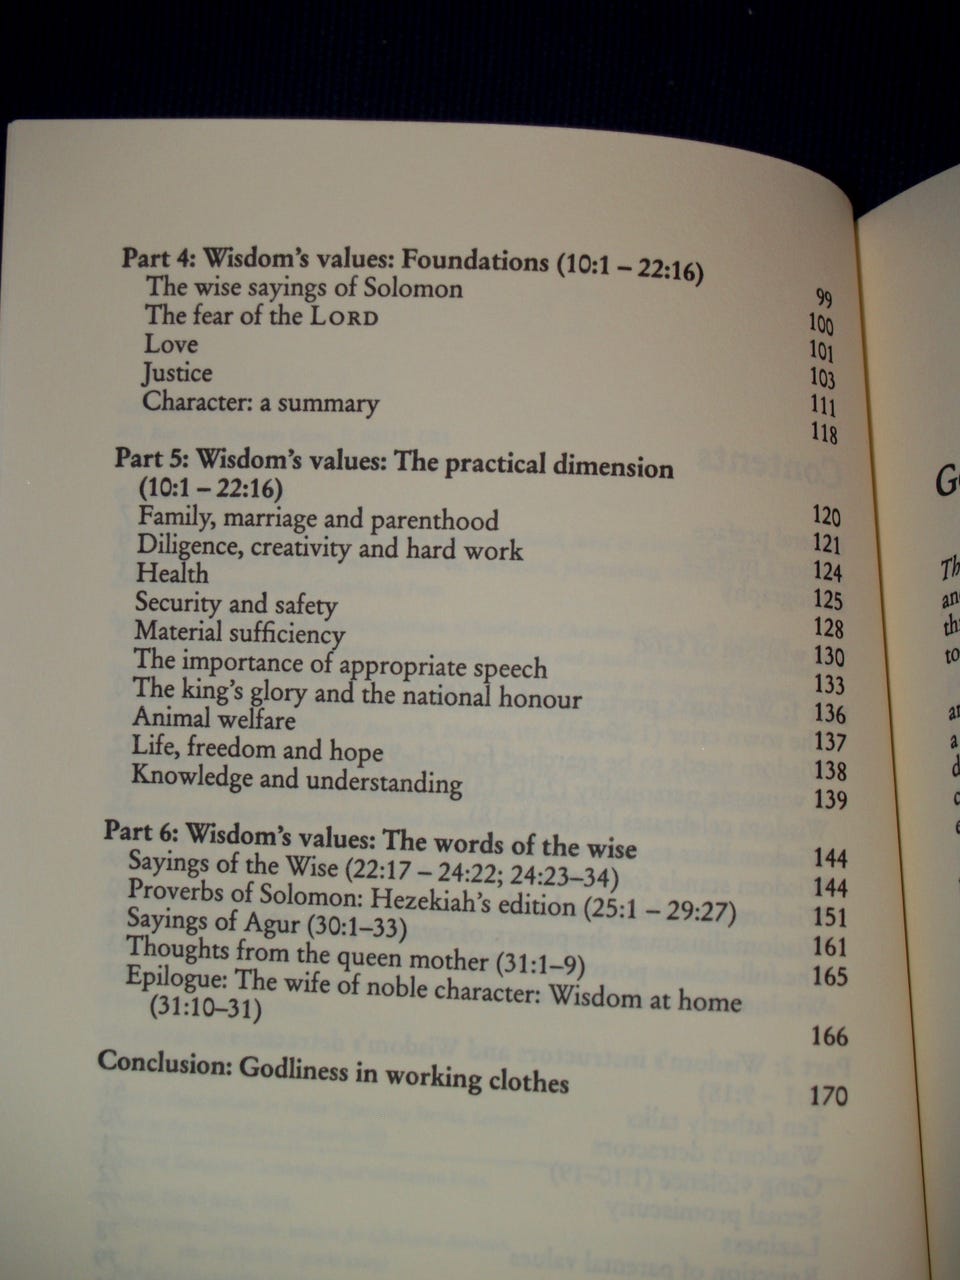 Part 4: Wisdom's values: Foundations (10:1 – 22:16) 99
The wise sayings of Solomon 100
The fear of the LORD 101
Love 103
Justice 111
Character: a summary 118
Part 5: Wisdom's values: The practical dimension
(10:1 – 22:16) 120
Family, marriage and parenthood 121
Diligence, creativity and hard work 124
Health 125
Security and safety 128
Material sufficiency 130
The importance of appropriate speech 133
The king's glory and the national honour 136
Animal welfare 137
Life, freedom and hope 138
Knowledge and understanding 139
Part 6: Wisdom's values: The words of the wise 144
Sayings of the Wise (22:17 – 24:22; 24:23–34) 144
Proverbs of Solomon: Hezekiah's edition (25:1 – 29:27) 151
Sayings of Agur (30:1–33) 161
Thoughts from the queen mother (31:1–9) 165
Epilogue: The wife of noble character: Wisdom at home
(31:10–31) 166
Conclusion: Godliness in working clothes 170